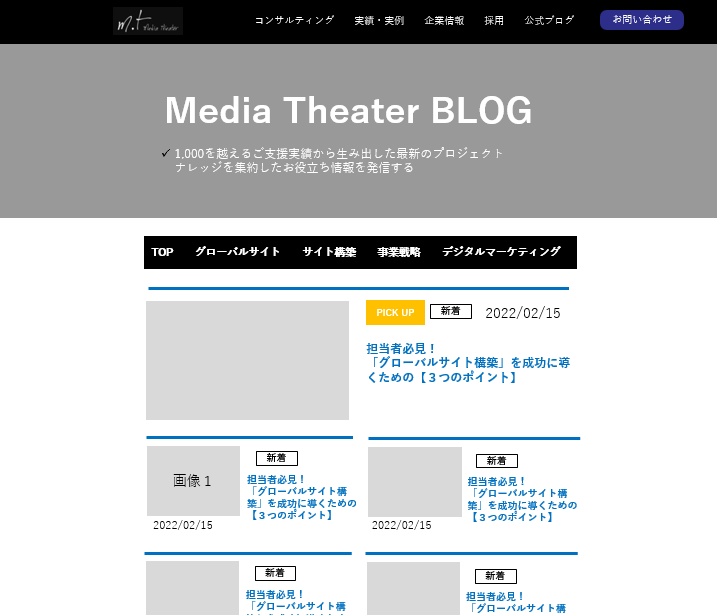 m.t Media Theater
コンサルティング 実績・実例 企業情報 採用 公式ブログ お問い合わせ
Media Theater BLOG
✓ 1,000を越えるご支援実績から生み出した最新のプロジェクト
ナレッジを集約したお役立ち情報を発信する
TOP グローバルサイト サイト構築 事業戦略 デジタルマーケティング
PICK UP 新着 2022/02/15
担当者必見！
「グローバルサイト構築」を成功に導
くための【３つのポイント】
画像１
新着
担当者必見！
「グローバルサイト構
築」を成功に導くための
【３つのポイント】
2022/02/15
新着
担当者必見！
「グローバルサイト構
築」を成功に導くための
【３つのポイント】
2022/02/15
新着
担当者必見！
「グローバルサイト構
新着
担当者必見！
「グローバルサイト構